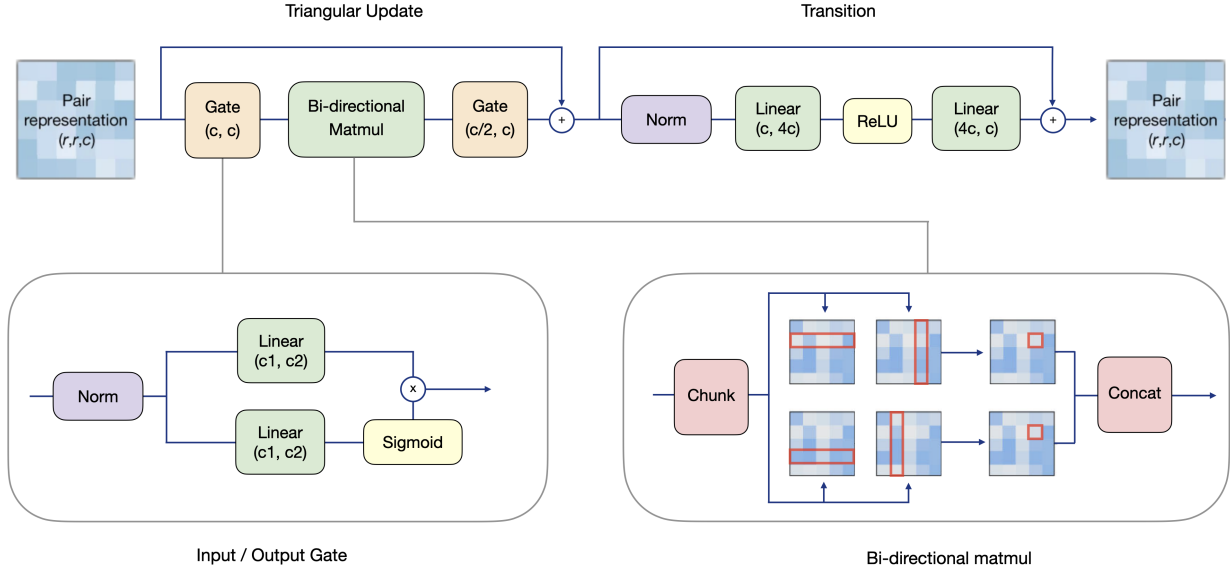 Triangular Update
Transition
Pair
representation
(r,r,c)
Gate
(c, c)
Bi-directional
Matmul
Gate
(c/2, c)
+
Norm
Linear
(c, 4c)
ReLU
Linear
(4c, c)
+
Pair
representation
(r,r,c)
Norm
Linear
(c1, c2)
Linear
(c1, c2)
x
Sigmoid
Chunk
Concat
Input / Output Gate
Bi-directional matmul